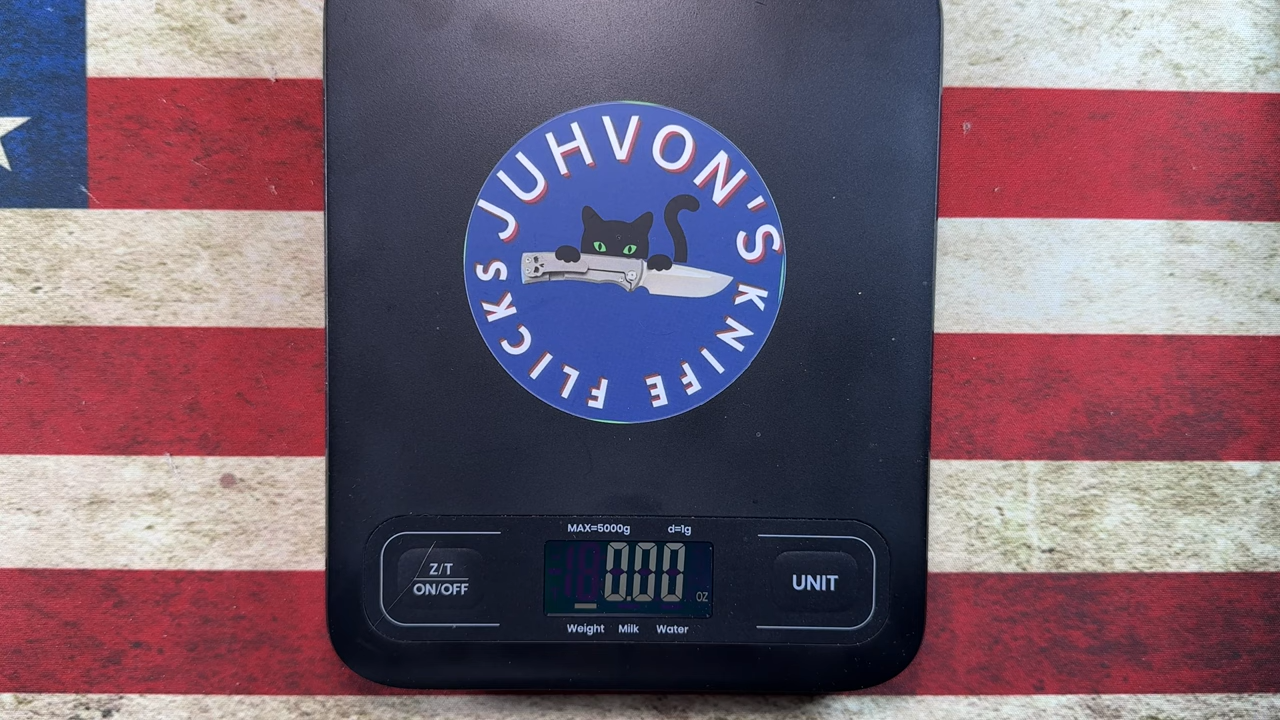 JUHVON'S
KNIFE FLICKS
MAX=5000g d=1g
Z/T
ON/OFF
0.00 OZ
UNIT
Weight Milk Water